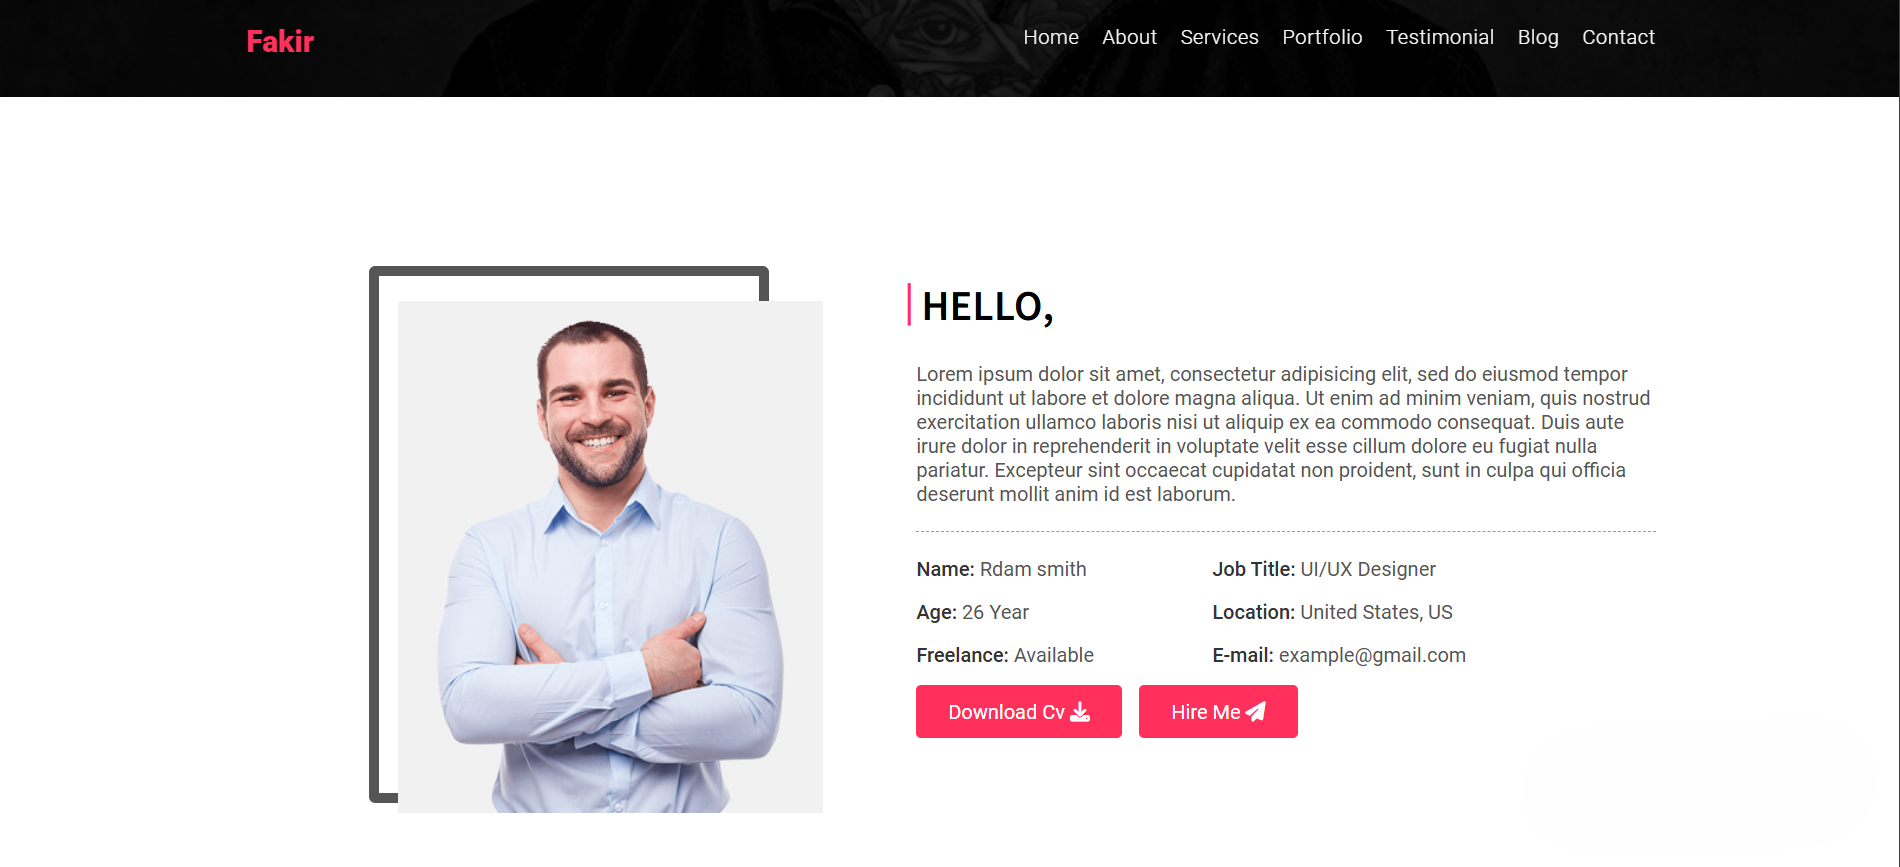 Fakir
Home About Services Portfolio Testimonial Blog Contact
HELLO,
Lorem ipsum dolor sit amet, consectetur adipisicing elit, sed do eiusmod tempor
incididunt ut labore et dolore magna aliqua. Ut enim ad minim veniam, quis nostrud
exercitation ullamco laboris nisi ut aliquip ex ea commodo consequat. Duis aute
irure dolor in reprehenderit in voluptate velit esse cillum dolore eu fugiat nulla
pariatur. Excepteur sint occaecat cupidatat non proident, sunt in culpa qui officia
deserunt mollit anim id est laborum.
Name: Rdam smith
Job Title: UI/UX Designer
Age: 26 Year
Location: United States, US
Freelance: Available
E-mail: example@gmail.com
Download Cv
Hire Me